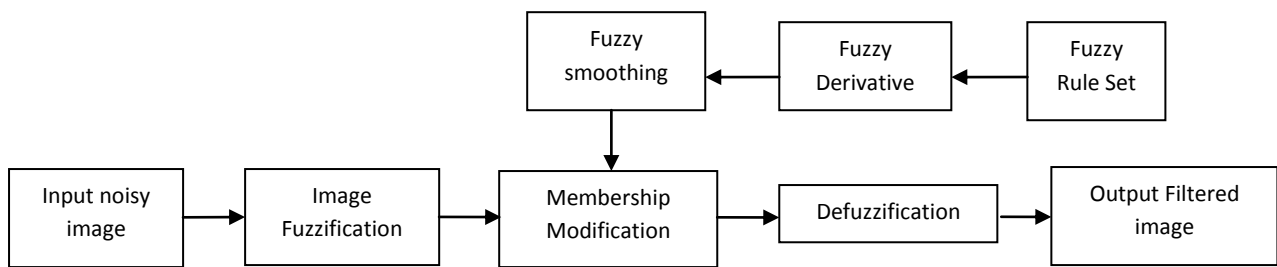 Fuzzy
smoothing
Fuzzy
Derivative
Fuzzy
Rule Set
Input noisy
image
Image
Fuzzification
Membership
Modification
Defuzzification
Output Filtered
image